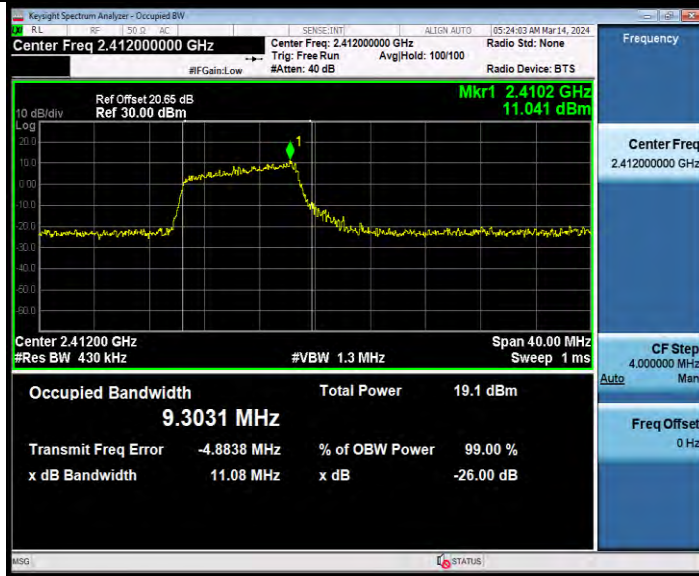 Keysight Spectrum Analyzer - Occupied BW
RL RF 50 Ω AC SENSE:INT ALIGN AUTO 05:24:03 AM Mar 14, 2024
Center Freq 2.412000000 GHz
Center Freq: 2.412000000 GHz Radio Std: None
Trig: Free Run Avg|Hold: 100/100
#IFGain:Low #Atten: 40 dB Radio Device: BTS
Frequency
Ref Offset 20.65 dB Mkr1 2.4102 GHz
10 dB/div Ref 30.00 dBm 11.041 dBm
Log
20.0
10.0
0.00
-10.0
-20.0
-30.0
-40.0
-50.0
-60.0
1
Center Freq
2.412000000 GHz
Center 2.41200 GHz Span 40.00 MHz
#Res BW 430 kHz #VBW 1.3 MHz Sweep 1 ms
CF Step
4.000000 MHz
Auto Man
Occupied Bandwidth Total Power 19.1 dBm
9.3031 MHz
Transmit Freq Error -4.8838 MHz % of OBW Power 99.00 %
x dB Bandwidth 11.08 MHz x dB -26.00 dB
Freq Offset
0 Hz
MSG STATUS